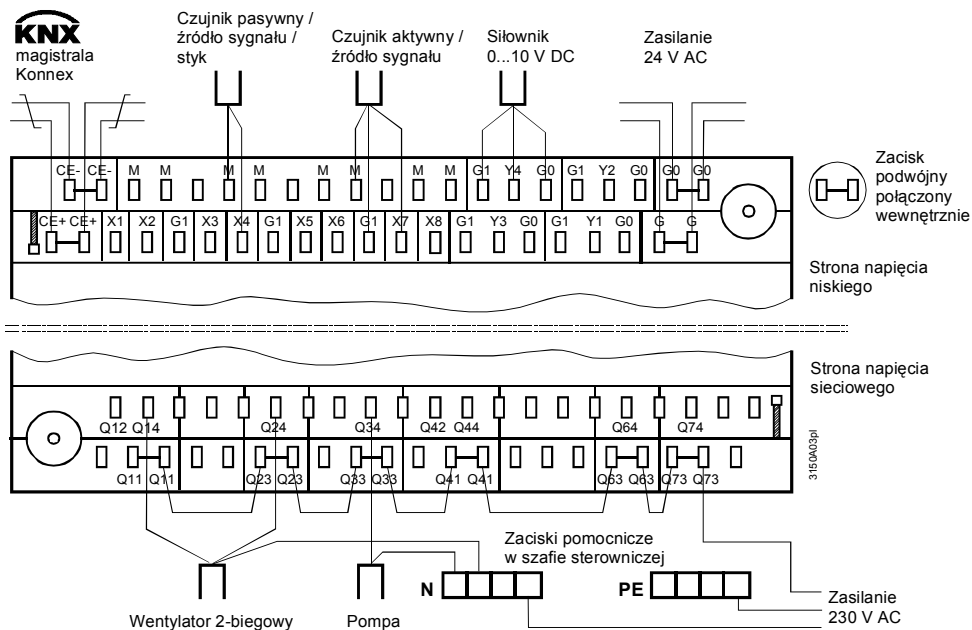 KNX
magistrala
Konnex
Czujnik pasywny /
źródło sygnału /
styk
Czujnik aktywny /
źródło sygnału
Siłownik
0...10 V DC
Zasilanie
24 V AC
CE- CE- M M M M M M M M G1 Y4 G0 G1 Y2 G0 G0 G0
CE+ CE+ X1 X2 G1 X3 X4 G1 X5 X6 G1 X7 X8 G1 Y3 G0 G1 Y1 G0 G G
Zacisk
podwójny
połączony
wewnętrznie
Strona napięcia
niskiego
Strona napięcia
sieciowego
Q12 Q14 Q24 Q34 Q42 Q44 Q64 Q74
Q11 Q11 Q23 Q23 Q33 Q33 Q41 Q41 Q63 Q63 Q73 Q73
3150A03pl
Zaciski pomocnicze
w szafie sterowniczej
N
PE
Wentylator 2-biegowy
Pompa
Zasilanie
230 V AC